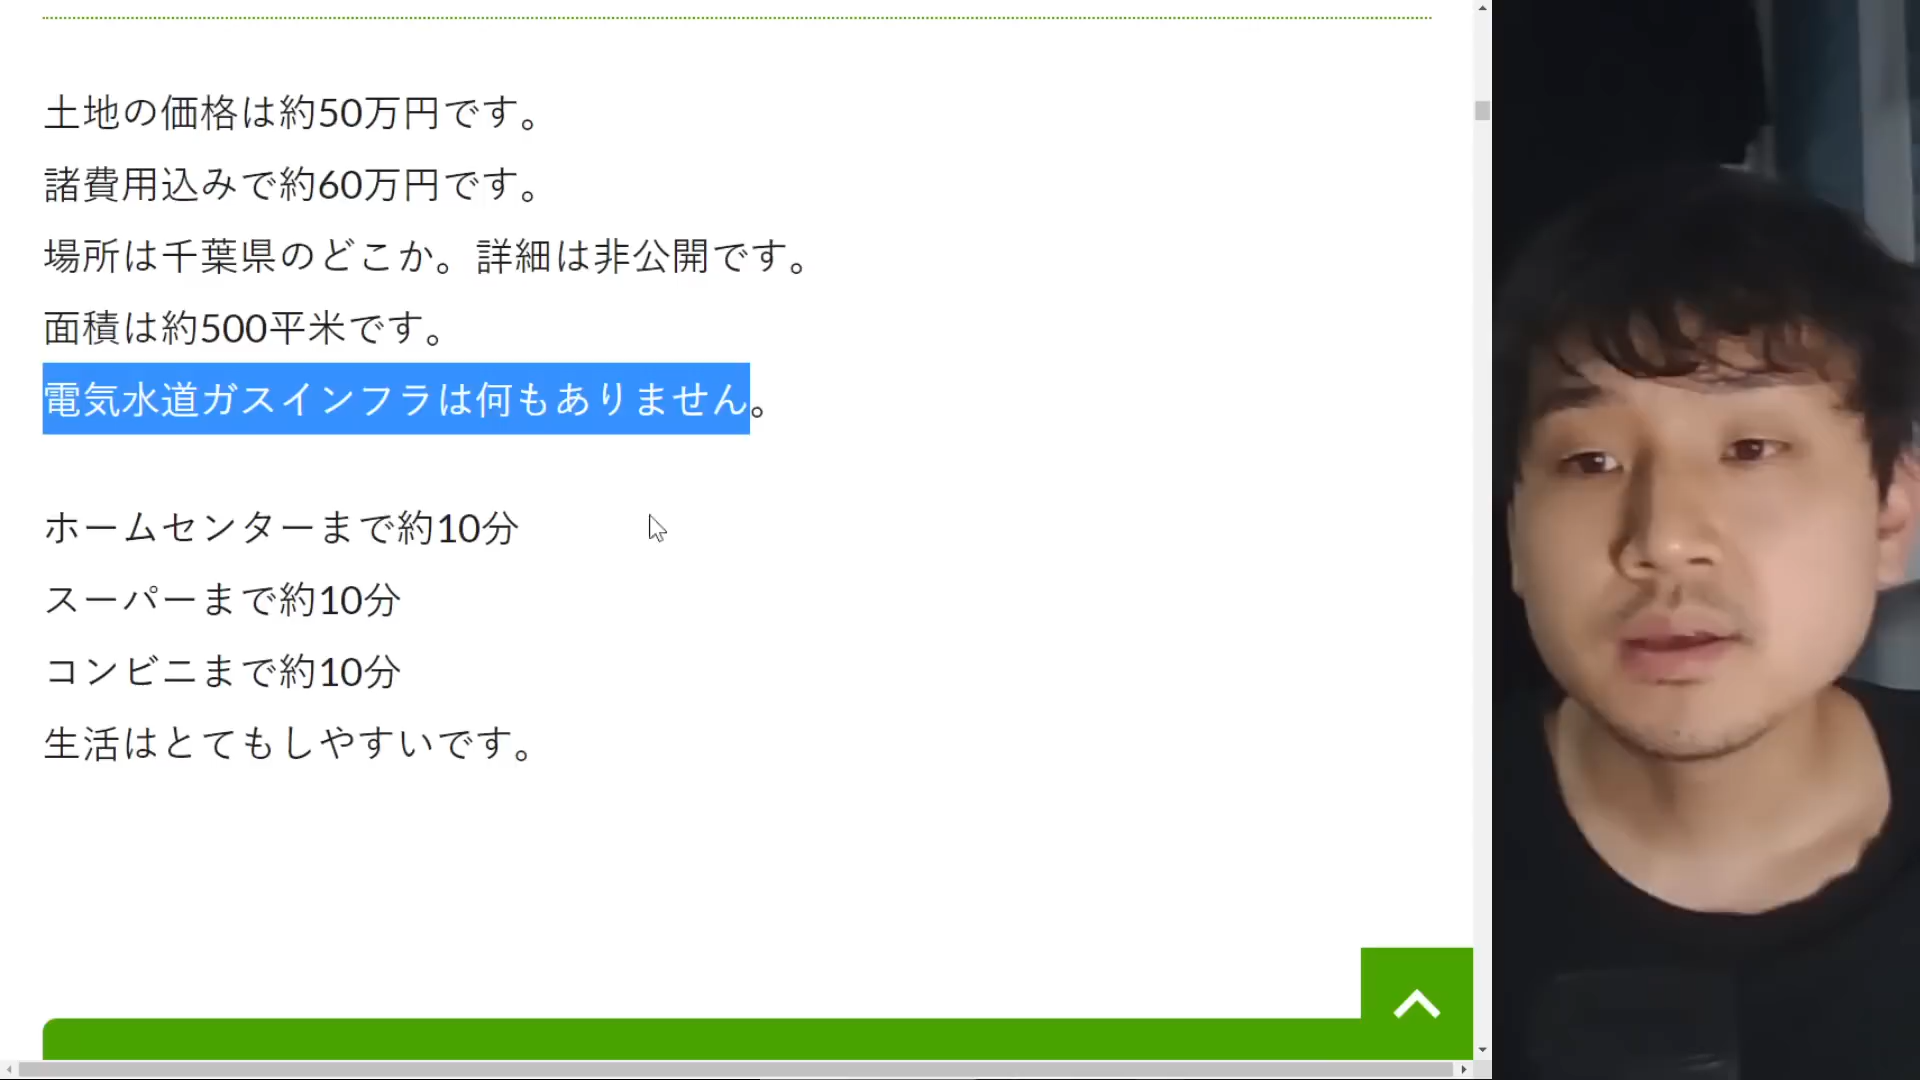 土地の価格は約50万円です。
諸費用込みで約60万円です。
場所は千葉県のどこか。詳細は非公開です。
面積は約500平米です。
電気水道ガスインフラは何もありません。
ホームセンターまで約10分
スーパーまで約10分
コンビニまで約10分
生活はとてもしやすいです。